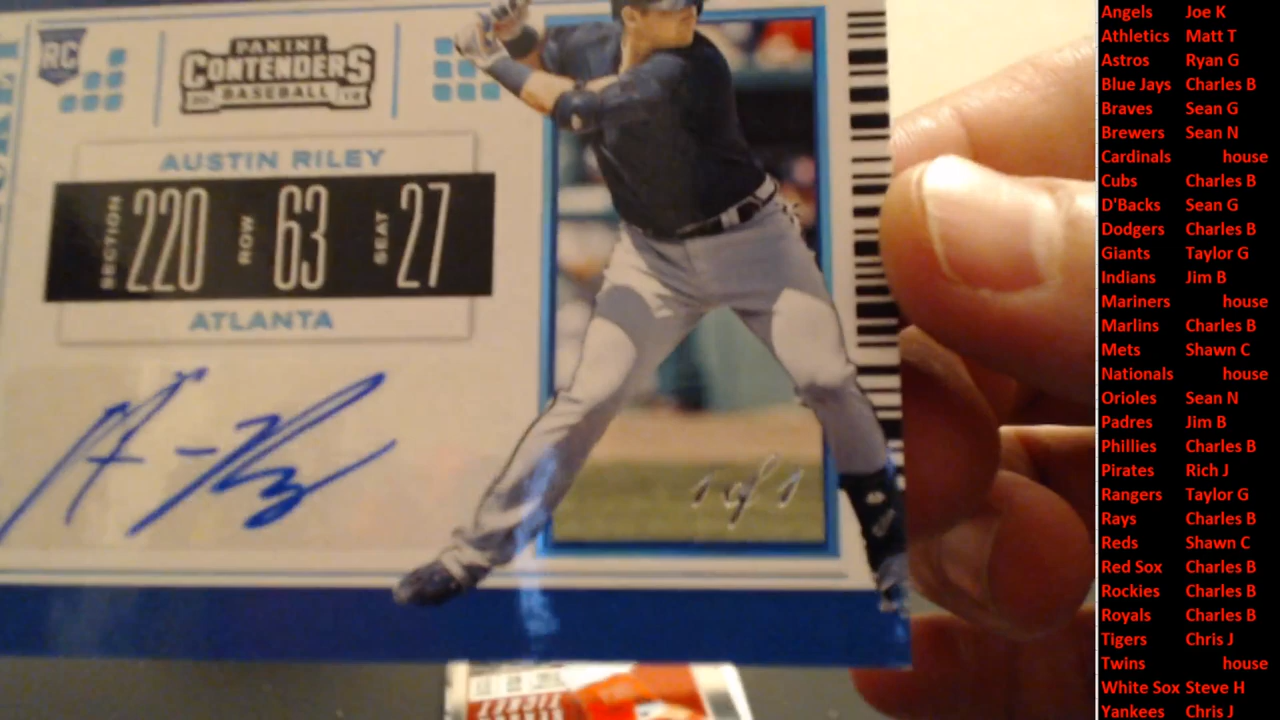 RC
PANINI
CONTENDERS
BASEBALL
AUSTIN RILEY
SECTION 220 ROW 63 SEAT 27
ATLANTA
1 of 1
TICKET
Angels Joe K
Athletics Matt T
Astros Ryan G
Blue Jays Charles B
Braves Sean G
Brewers Sean N
Cardinals house
Cubs Charles B
D'Backs Sean G
Dodgers Charles B
Giants Taylor G
Indians Jim B
Mariners house
Marlins Charles B
Mets Shawn C
Nationals house
Orioles Sean N
Padres Jim B
Phillies Charles B
Pirates Rich J
Rangers Taylor G
Rays Charles B
Reds Shawn C
Red Sox Charles B
Rockies Charles B
Royals Charles B
Tigers Chris J
Twins house
White Sox Steve H
Yankees Chris J